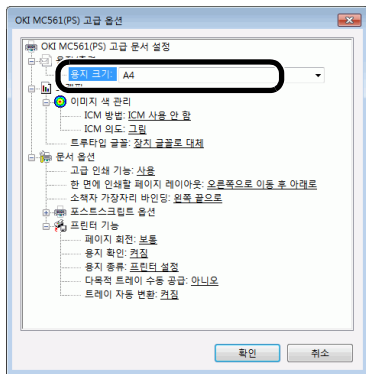 OKI MC561(PS) 고급 옵션
OKI MC561(PS) 고급 문서 설정
용지 크기: A4
이미지 색 관리
ICM 방법: ICM 사용 안 함
ICM 의도: 그림
트루타입 글꼴: 장치 글꼴로 대체
문서 옵션
고급 인쇄 기능: 사용
한 면에 인쇄할 페이지 레이아웃: 오른쪽으로 이동 후 아래로
소책자 가장자리 바인딩: 왼쪽 끝으로
포스트스크립트 옵션
프린터 기능
페이지 회전: 보통
용지 확인: 켜짐
용지 종류: 프린터 설정
다목적 트레이 수동 공급: 아니오
트레이 자동 변환: 켜짐
확인 취소